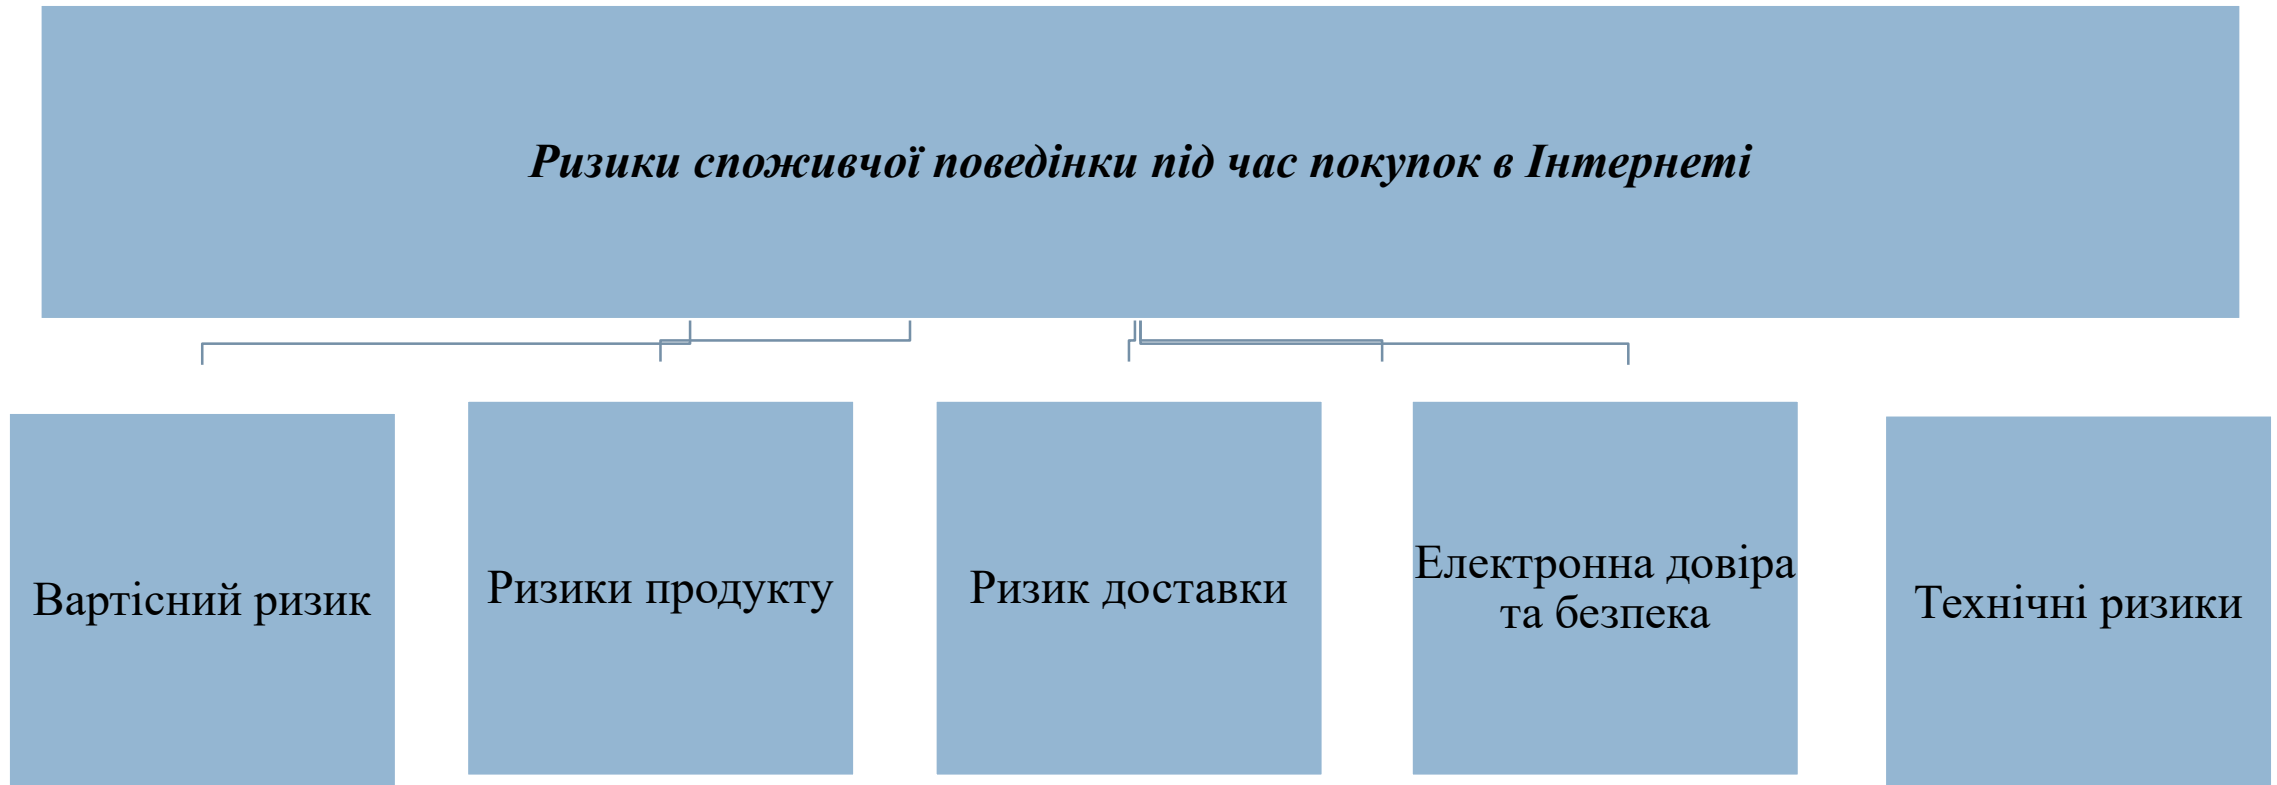 Ризики споживчої поведінки під час покупок в Інтернеті
Вартісний ризик
Ризики продукту
Ризик доставки
Електронна довіра
та безпека
Технічні ризики